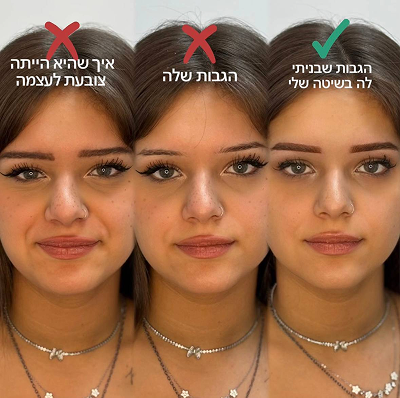 איך שהיא הייתה
צובעת לעצמה
הגבות שלה
הגבות שבניתי
לה בשיטה שלי